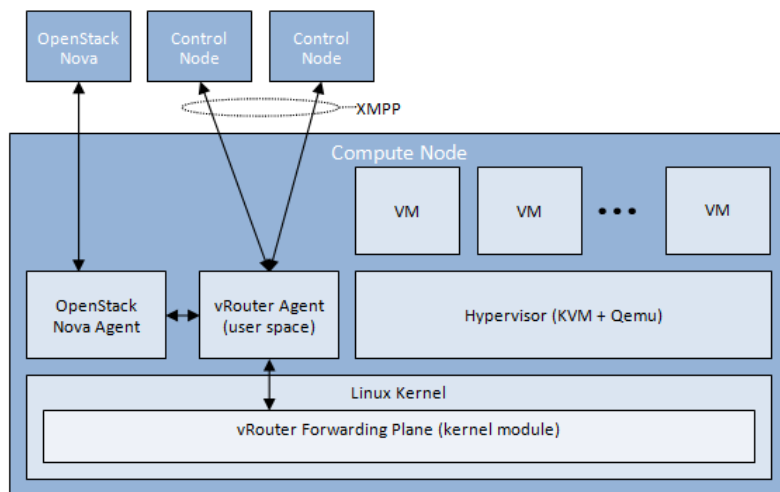 OpenStack
Nova
Control
Node
Control
Node
XMPP
Compute Node
VM
VM
VM
OpenStack
Nova Agent
vRouter Agent
(user space)
Hypervisor (KVM + Qemu)
Linux Kernel
vRouter Forwarding Plane (kernel module)